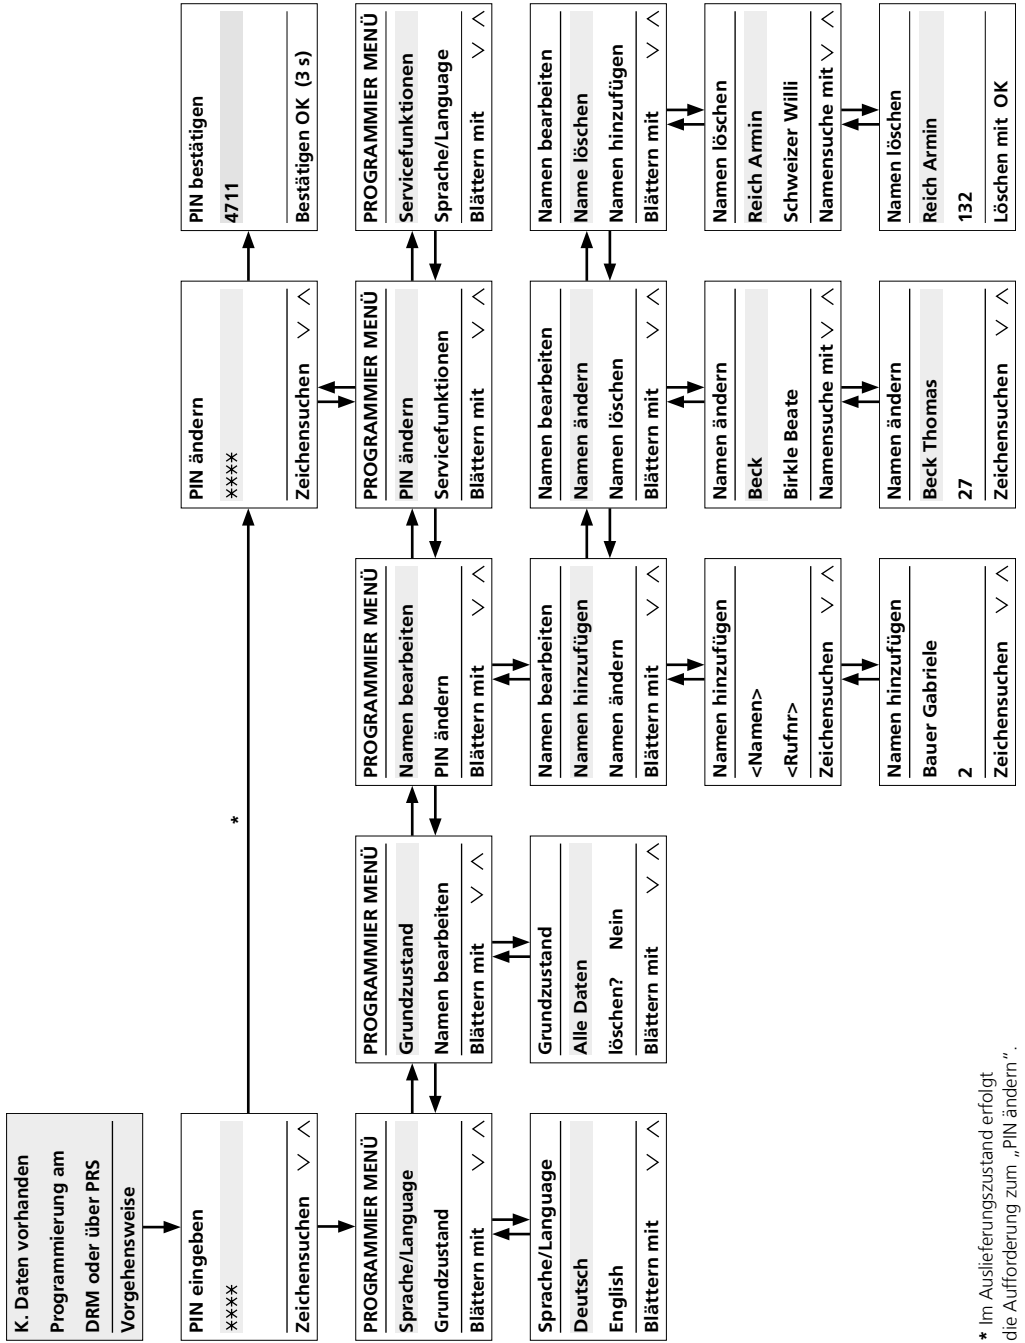 K. Daten vorhanden
Programmierung am
DRM oder über PRS
Vorgehensweise
PIN eingeben
****
Zeichensuchen
*
PIN ändern
****
Zeichensuchen
PIN bestätigen
4711
Bestätigen OK (3 s)
PROGRAMMIER MENÜ
Sprache/Language
Grundzustand
Blättern mit
PROGRAMMIER MENÜ
Grundzustand
Namen bearbeiten
Blättern mit
PROGRAMMIER MENÜ
Namen bearbeiten
PIN ändern
Blättern mit
PROGRAMMIER MENÜ
PIN ändern
Servicefunktionen
Blättern mit
PROGRAMMIER MENÜ
Servicefunktionen
Sprache/Language
Blättern mit
Sprache/Language
Deutsch
English
Blättern mit
Grundzustand
Alle Daten
löschen? Nein
Blättern mit
Namen bearbeiten
Namen hinzufügen
Namen ändern
Blättern mit
Namen bearbeiten
Namen ändern
Namen löschen
Blättern mit
Namen bearbeiten
Name löschen
Namen hinzufügen
Blättern mit
Namen hinzufügen
<Namen>
<Rufnr>
Zeichensuchen
Namen ändern
Beck
Birkle Beate
Namensuche mit
Namen löschen
Reich Armin
Schweizer Willi
Namensuche mit
Namen hinzufügen
Bauer Gabriele
2
Zeichensuchen
Namen ändern
Beck Thomas
27
Zeichensuchen
Namen löschen
Reich Armin
132
Löschen mit OK
* Im Auslieferungszustand erfolgt
die Aufforderung zum „PIN ändern".